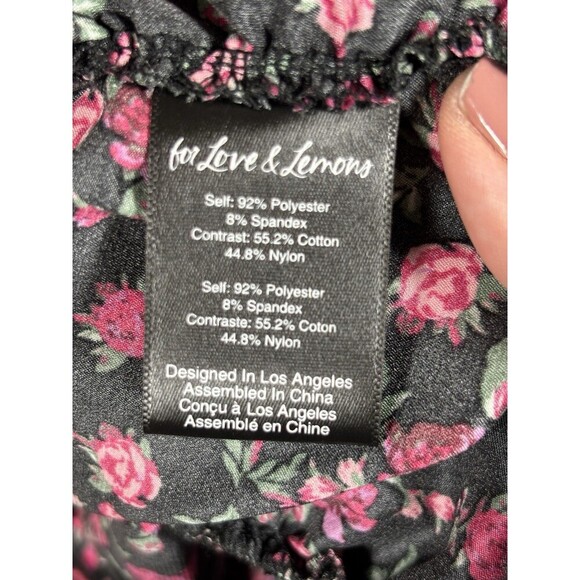 for Love & Lemons
Self: 92% Polyester
8% Spandex
Contrast: 55.2% Cotton
44.8% Nylon
Self: 92% Polyester
8% Spandex
Contraste: 55.2% Coton
44.8% Nylon
Designed In Los Angeles
Assembled In China
Conçu à Los Angeles
Assemblé en Chine